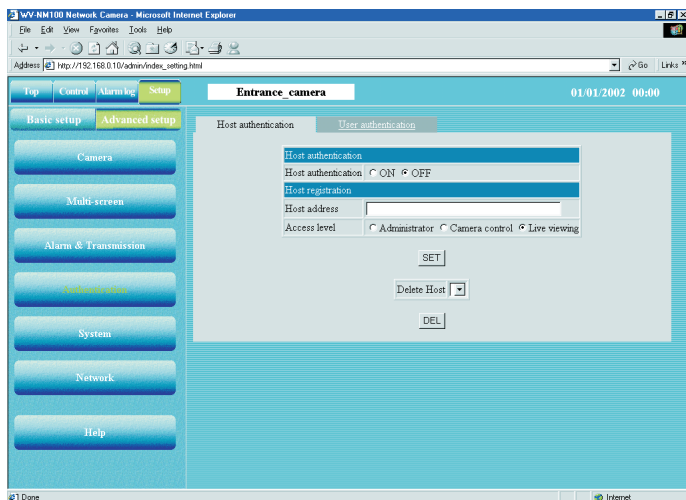 WV-NM100 Network Camera - Microsoft Internet Explorer
File Edit View Favorites Tools Help
Address http://192.168.0.10/admin/index_setting.html Go Links »
Top Control Alarm log Setup Entrance_camera 01/01/2002 00:00
Basic setup Advanced setup
Host authentication User authentication
Camera
Multi-screen
Alarm & Transmission
Authentication
System
Network
Help
Host authentication
Host authentication ON OFF
Host registration
Host address
Access level Administrator Camera control Live viewing
SET
Delete Host
DEL
Done Internet